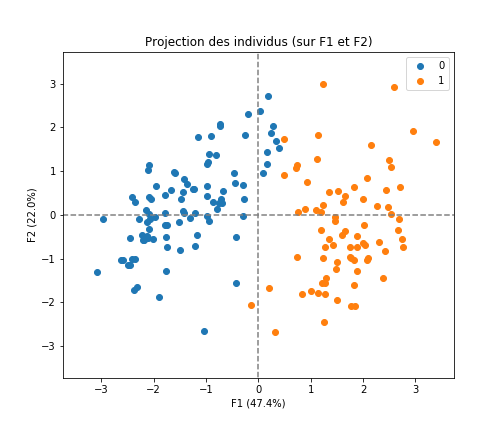 Projection des individus (sur F1 et F2)
0
1
3
2
1
0
−1
−2
−3
F2 (22.0%)
−3 −2 −1 0 1 2 3
F1 (47.4%)